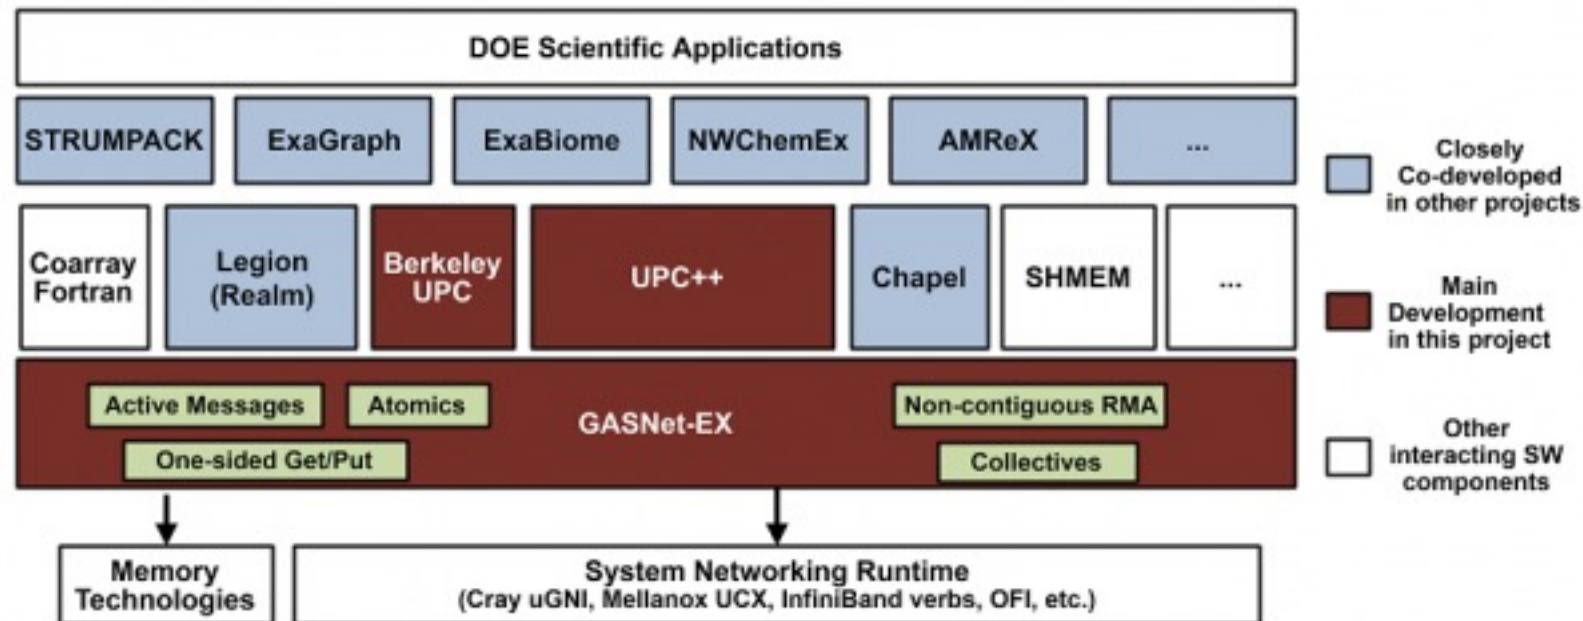 DOE Scientific Applications
STRUMPACK
ExaGraph
ExaBiome
NWChemEx
AMReX
...
Closely
Co-developed
in other projects
Coarray
Fortran
Legion
(Realm)
Berkeley
UPC
UPC++
Chapel
SHMEM
...
Main
Development
in this project
Active Messages
Atomics
One-sided Get/Put
GASNet-EX
Non-contiguous RMA
Collectives
Other
interacting SW
components
Memory
Technologies
System Networking Runtime
(Cray uGNI, Mellanox UCX, InfiniBand verbs, OFI, etc.)